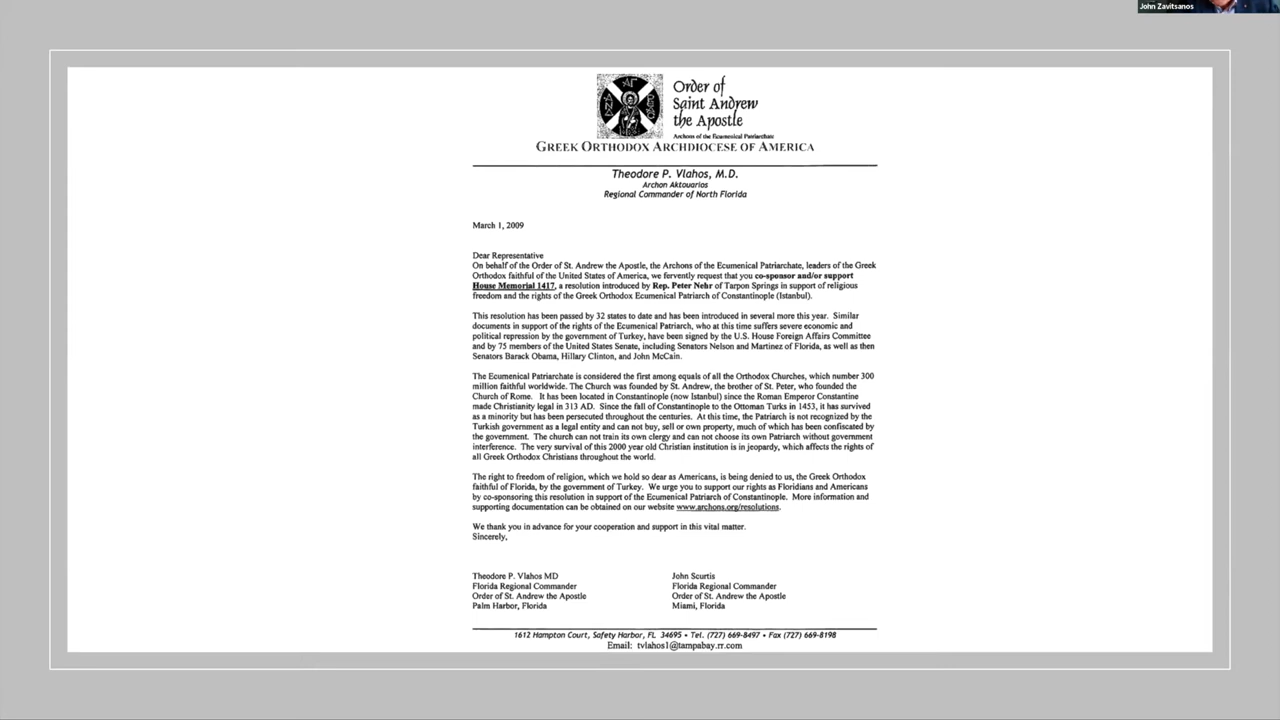 John Zavitsanos
Order of
Saint Andrew
the Apostle
Archons of the Ecumenical Patriarchate
GREEK ORTHODOX ARCHDIOCESE OF AMERICA
Theodore P. Vlahos, M.D.
Archon Aktouarios
Regional Commander of North Florida
March 1, 2009
Dear Representative
On behalf of the Order of St. Andrew the Apostle, the Archons of the Ecumenical Patriarchate, leaders of the Greek
Orthodox faithful of the United States of America, we fervently request that you co-sponsor and/or support
House Memorial 1417, a resolution introduced by Rep. Peter Nehr of Tarpon Springs in support of religious
freedom and the rights of the Greek Orthodox Ecumenical Patriarch of Constantinople (Istanbul).
This resolution has been passed by 32 states to date and has been introduced in several more this year. Similar
documents in support of the rights of the Ecumenical Patriarch, who at this time suffers severe economic and
political repression by the government of Turkey, have been signed by the U.S. House Foreign Affairs Committee
and by 75 members of the United States Senate, including Senators Nelson and Martinez of Florida, as well as then
Senators Barack Obama, Hillary Clinton, and John McCain.
The Ecumenical Patriarchate is considered the first among equals of all the Orthodox Churches, which number 300
million faithful worldwide. The Church was founded by St. Andrew, the brother of St. Peter, who founded the
Church of Rome. It has been located in Constantinople (now Istanbul) since the Roman Emperor Constantine
made Christianity legal in 313 AD. Since the fall of Constantinople to the Ottoman Turks in 1453, it has survived
as a minority but has been persecuted throughout the centuries. At this time, the Patriarch is not recognized by the
Turkish government as a legal entity and can not buy, sell or own property, much of which has been confiscated by
the government. The church can not train its own clergy and can not choose its own Patriarch without government
interference. The very survival of this 2000 year old Christian institution is in jeopardy, which affects the rights of
all Greek Orthodox Christians throughout the world.
The right to freedom of religion, which we hold so dear as Americans, is being denied to us, the Greek Orthodox
faithful of Florida, by the government of Turkey. We urge you to support our rights as Floridians and Americans
by co-sponsoring this resolution in support of the Ecumenical Patriarch of Constantinople. More information and
supporting documentation can be obtained on our website www.archons.org/resolutions.
We thank you in advance for your cooperation and support in this vital matter.
Sincerely,
Theodore P. Vlahos MD John Scurtis
Florida Regional Commander Florida Regional Commander
Order of St. Andrew the Apostle Order of St. Andrew the Apostle
Palm Harbor, Florida Miami, Florida
1612 Hampton Court, Safety Harbor, FL 34695 • Tel. (727) 669-8497 • Fax (727) 669-8198
Email: tvlahos1@tampabay.rr.com